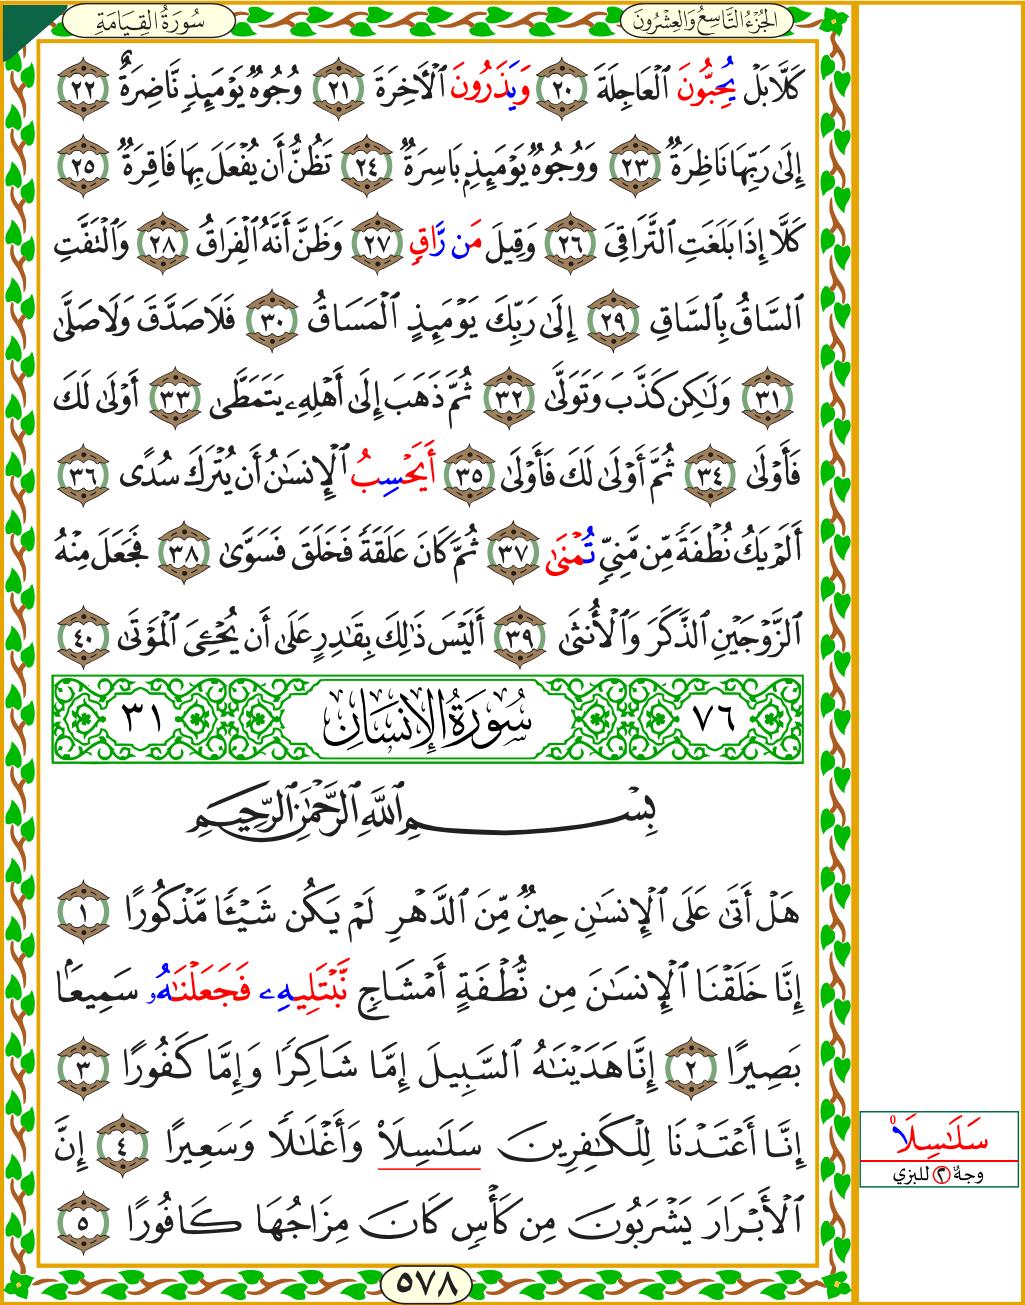 الجُزْءُ التَّاسِعُ وَالعِشْرُونَ
سُورَةُ القِيَامَةِ
كَلَّا بَلْ يُحِبُّونَ ٱلْعَاجِلَةَ ٢٠ وَيَذَرُونَ ٱلْأَخِرَةَ ٢١ وُجُوهٌ يَوْمَئِذٍ نَّاضِرَةٌ ٢٢
إِلَىٰ رَبِّهَا نَاظِرَةٌ ٢٣ وَوُجُوهٌ يَوْمَئِذٍۭ بَاسِرَةٌ ٢٤ تَظُنُّ أَن يُفْعَلَ بِهَا فَاقِرَةٌ ٢٥
كَلَّا إِذَا بَلَغَتِ ٱلتَّرَاقِيَ ٢٦ وَقِيلَ مَن رَّاقٍ ٢٧ وَظَنَّ أَنَّهُ ٱلْفِرَاقُ ٢٨ وَٱلْتَفَّتِ
ٱلسَّاقُ بِٱلسَّاقِ ٢٩ إِلَىٰ رَبِّكَ يَوْمَئِذٍ ٱلْمَسَاقُ ٣٠ فَلَا صَدَّقَ وَلَا صَلَّىٰ
٣١ وَلَٰكِن كَذَّبَ وَتَوَلَّىٰ ٣٢ ثُمَّ ذَهَبَ إِلَىٰ أَهْلِهِۦ يَتَمَطَّىٰ ٣٣ أَوْلَىٰ لَكَ
فَأَوْلَىٰ ٣٤ ثُمَّ أَوْلَىٰ لَكَ فَأَوْلَىٰ ٣٥ أَيَحْسِبُ ٱلْإِنسَٰنُ أَن يُتْرَكَ سُدًى ٣٦
أَلَمْ يَكُ نُطْفَةً مِّن مَّنِيٍّ تُمْنَىٰ ٣٧ ثُمَّ كَانَ عَلَقَةً فَخَلَقَ فَسَوَّىٰ ٣٨ فَجَعَلَ مِنْهُ
ٱلزَّوْجَيْنِ ٱلذَّكَرَ وَٱلْأُنثَىٰ ٣٩ أَلَيْسَ ذَٰلِكَ بِقَٰدِرٍ عَلَىٰ أَن يُحْـِۧيَ ٱلْمَوْتَىٰ ٤٠
٧٦ سُورَةُ الإِنسَانِ ٣١
بِسْمِ ٱللَّهِ ٱلرَّحْمَٰنِ ٱلرَّحِيمِ
هَلْ أَتَىٰ عَلَى ٱلْإِنسَٰنِ حِينٌ مِّنَ ٱلدَّهْرِ لَمْ يَكُن شَيْـًٔا مَّذْكُورًا ١
إِنَّا خَلَقْنَا ٱلْإِنسَٰنَ مِن نُّطْفَةٍ أَمْشَاجٍ نَّبْتَلِيهِۦ فَجَعَلْنَٰهُۥ سَمِيعًۢا
بَصِيرًا ٢ إِنَّا هَدَيْنَٰهُ ٱلسَّبِيلَ إِمَّا شَاكِرًا وَإِمَّا كَفُورًا ٣
إِنَّا أَعْتَدْنَا لِلْكَٰفِرِينَ سَلَٰسِلَا۟ وَأَغْلَٰلًا وَسَعِيرًا ٤ إِنَّ
ٱلْأَبْرَارَ يَشْرَبُونَ مِن كَأْسٍ كَانَ مِزَاجُهَا كَافُورًا ٥
٥٧٨
سَلَٰسِلَا۠
وجهٌ ٢ للبزي